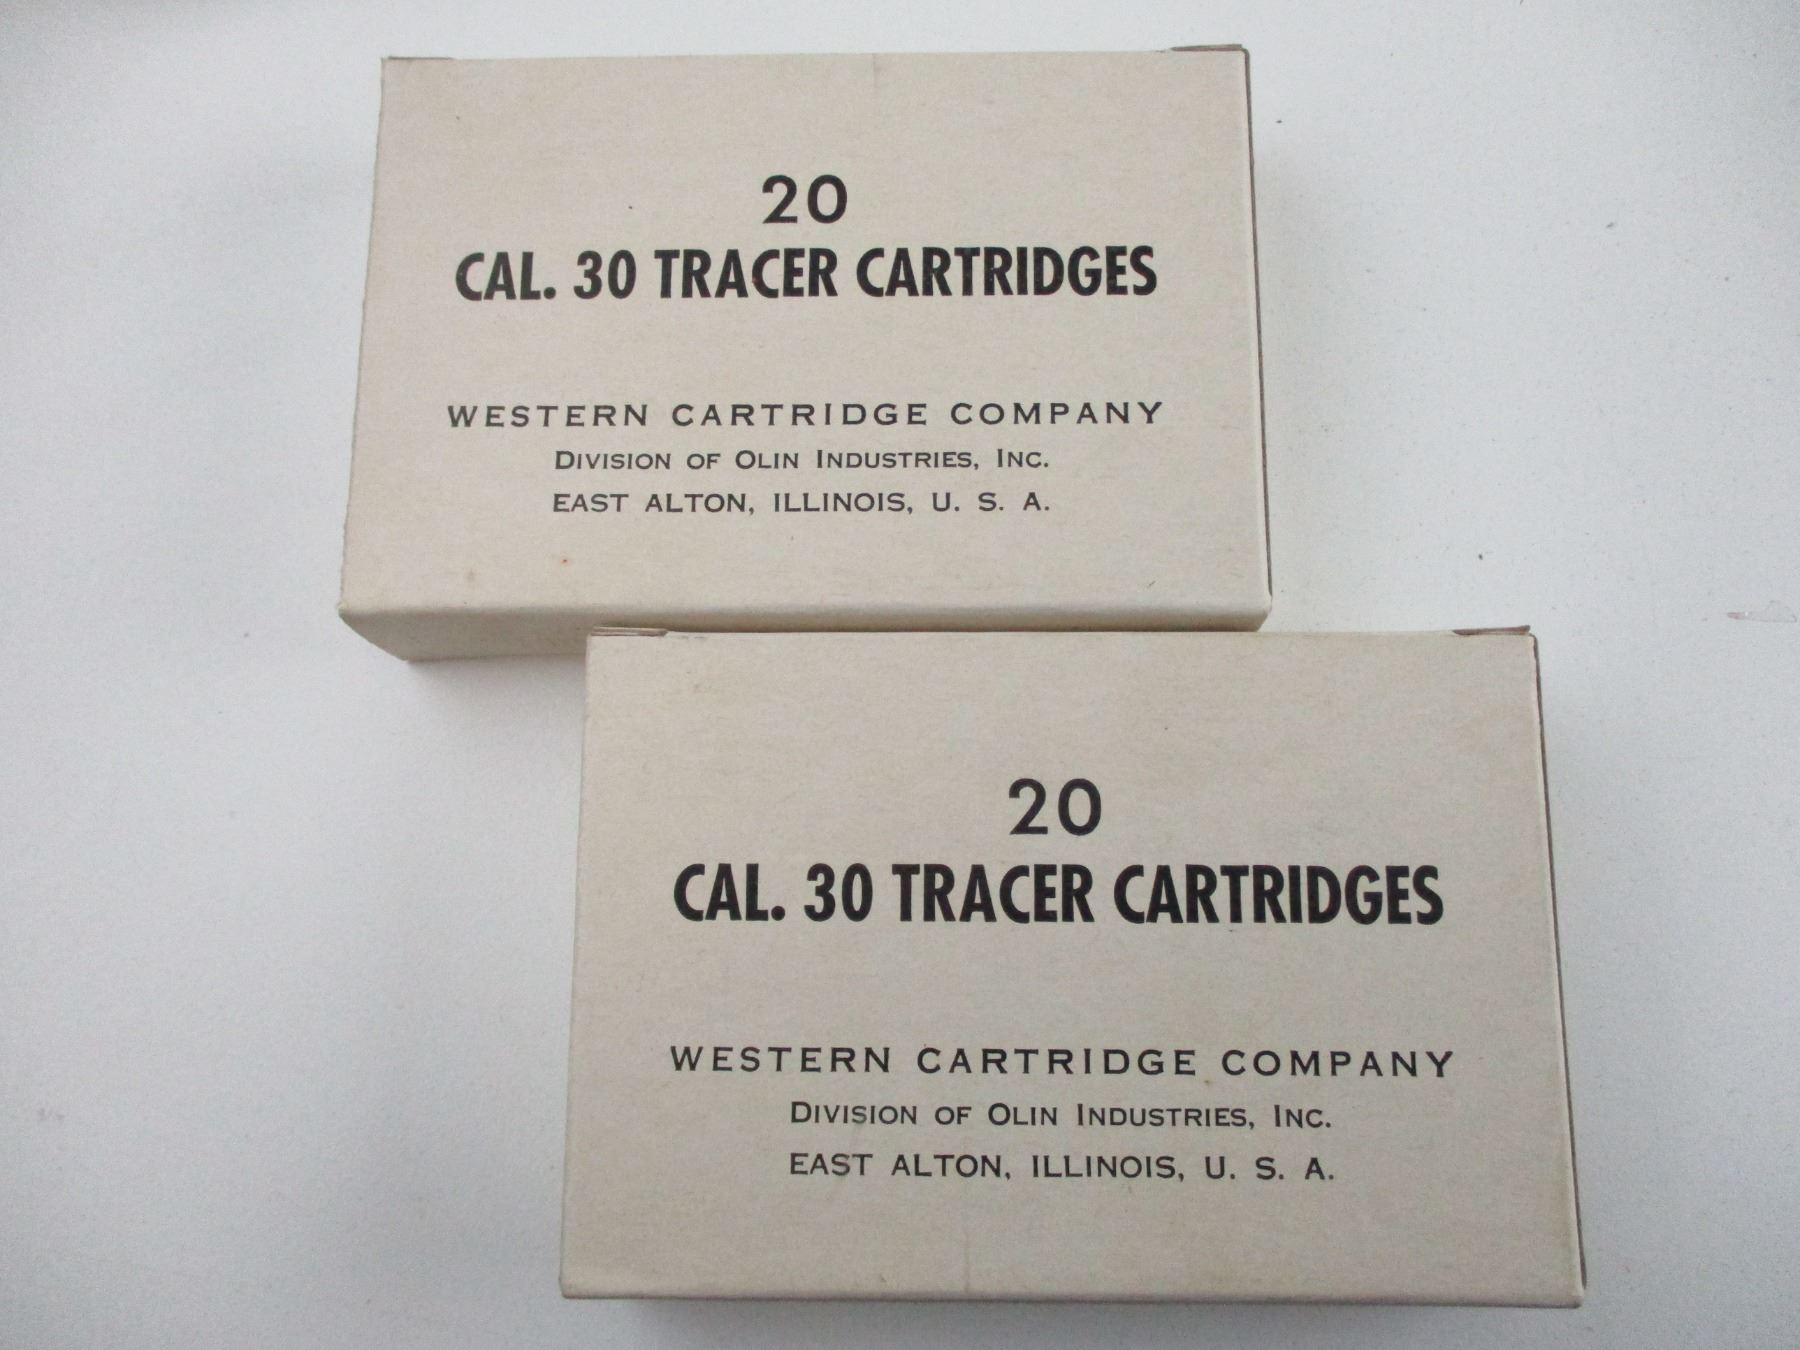 20
CAL. 30 TRACER CARTRIDGES
WESTERN CARTRIDGE COMPANY
DIVISION OF OLIN INDUSTRIES, INC.
EAST ALTON, ILLINOIS, U. S. A.
20
CAL. 30 TRACER CARTRIDGES
WESTERN CARTRIDGE COMPANY
DIVISION OF OLIN INDUSTRIES, INC.
EAST ALTON, ILLINOIS, U. S. A.